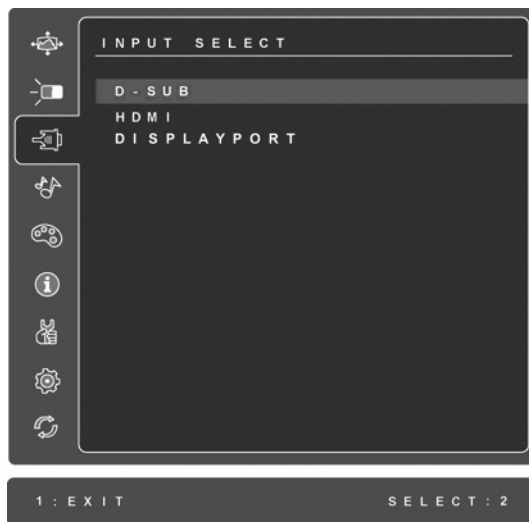 INPUT SELECT
D-SUB
HDMI
DISPLAYPORT
1:EXIT SELECT:2